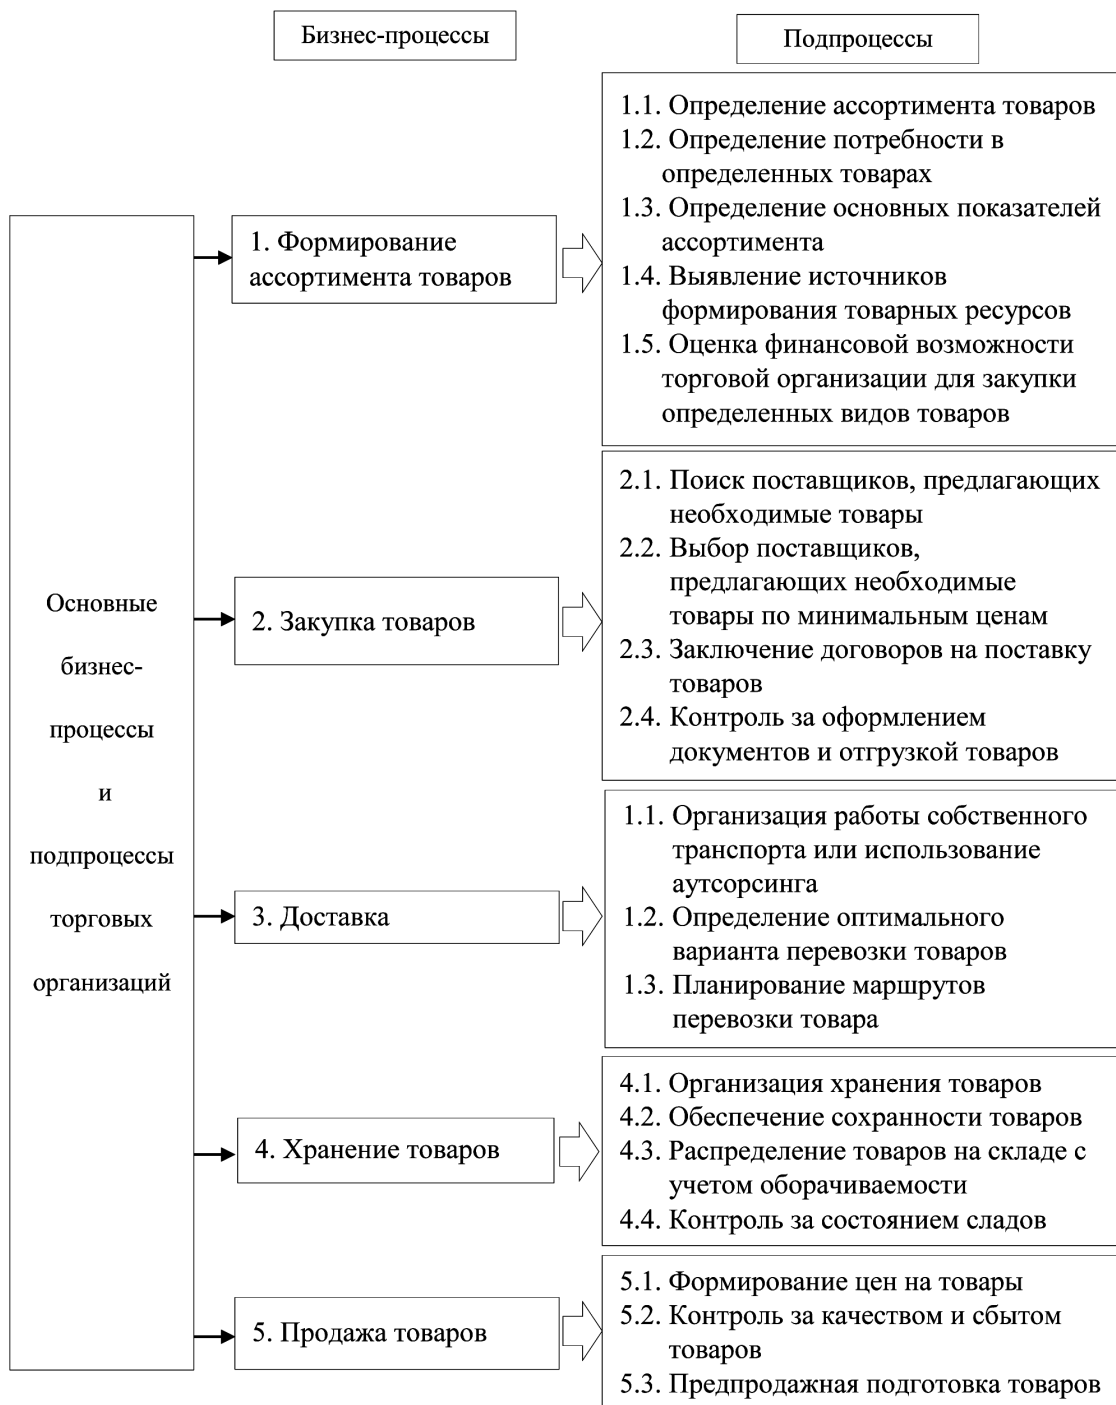 Бизнес-процессы
Подпроцессы
Основные
бизнес-
процессы
и
подпроцессы
торговых
организаций
1. Формирование
ассортимента товаров
1.1. Определение ассортимента товаров
1.2. Определение потребности в
определенных товарах
1.3. Определение основных показателей
ассортимента
1.4. Выявление источников
формирования товарных ресурсов
1.5. Оценка финансовой возможности
торговой организации для закупки
определенных видов товаров
2. Закупка товаров
2.1. Поиск поставщиков, предлагающих
необходимые товары
2.2. Выбор поставщиков,
предлагающих необходимые
товары по минимальным ценам
2.3. Заключение договоров на поставку
товаров
2.4. Контроль за оформлением
документов и отгрузкой товаров
3. Доставка
1.1. Организация работы собственного
транспорта или использование
аутсорсинга
1.2. Определение оптимального
варианта перевозки товаров
1.3. Планирование маршрутов
перевозки товара
4. Хранение товаров
4.1. Организация хранения товаров
4.2. Обеспечение сохранности товаров
4.3. Распределение товаров на складе с
учетом оборачиваемости
4.4. Контроль за состоянием сладов
5. Продажа товаров
5.1. Формирование цен на товары
5.2. Контроль за качеством и сбытом
товаров
5.3. Предпродажная подготовка товаров